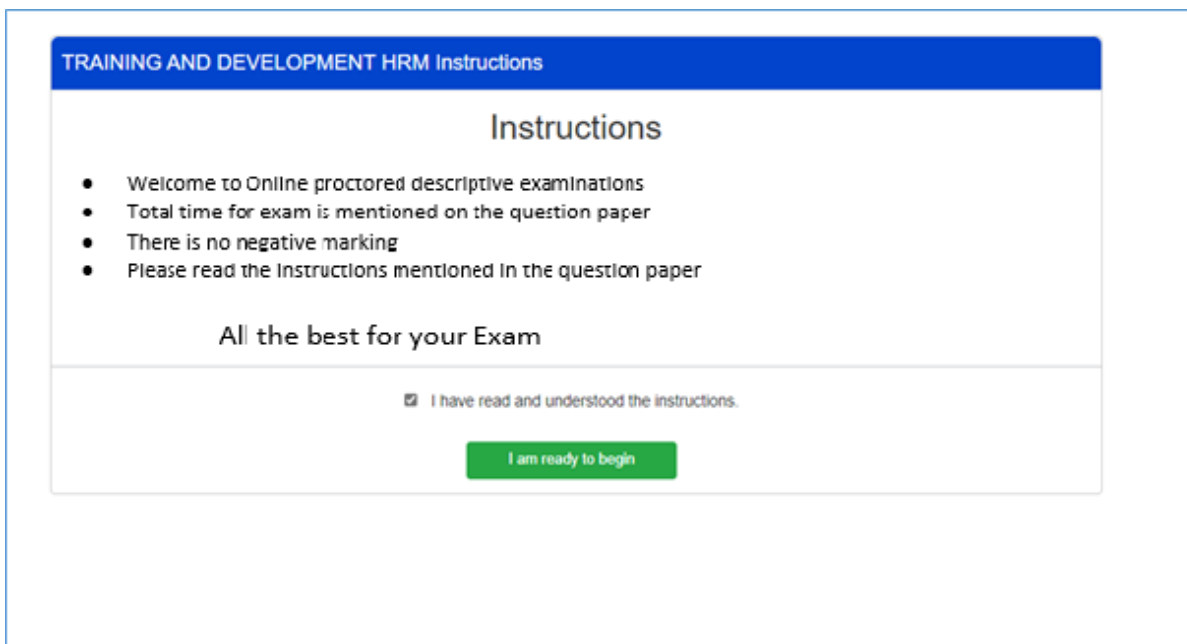 TRAINING AND DEVELOPMENT HRM Instructions
Instructions
● Welcome to Online proctored descriptive examinations
● Total time for exam is mentioned on the question paper
● There is no negative marking
● Please read the instructions mentioned in the question paper
All the best for your Exam
I have read and understood the instructions.
I am ready to begin